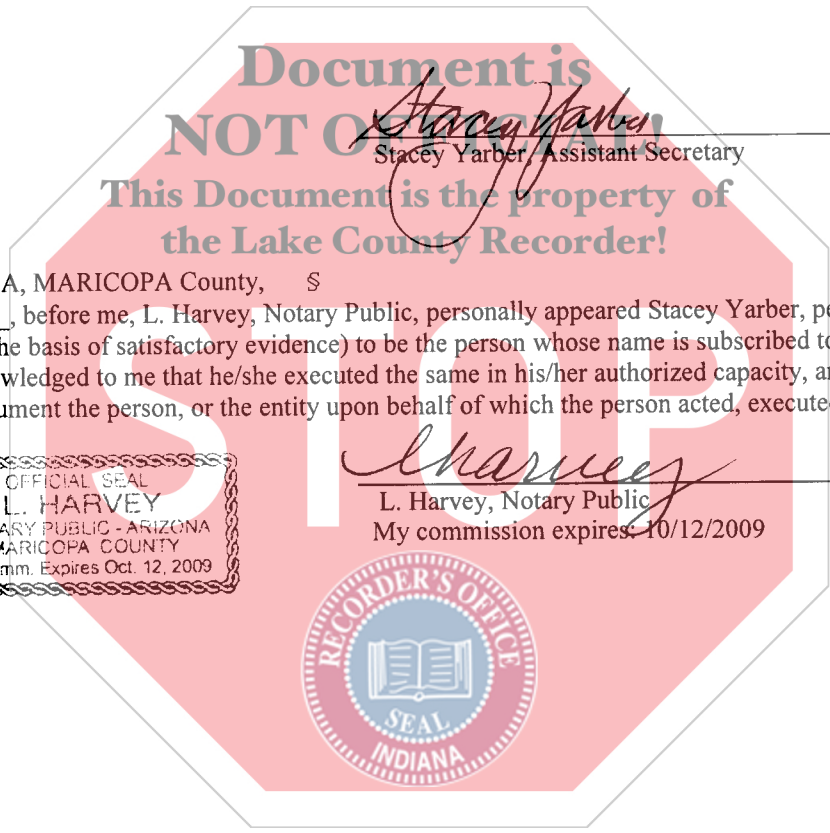 Document is
NOT OFFICIAL!
This Document is the property of
the Lake County Recorder!
STOP
Stacey Yarber
Stacey Yarber, Assistant Secretary
A, MARICOPA County, §
_, before me, L. Harvey, Notary Public, personally appeared Stacey Yarber, pe
he basis of satisfactory evidence) to be the person whose name is subscribed to
wledged to me that he/she executed the same in his/her authorized capacity, a
ument the person, or the entity upon behalf of which the person acted, execute
LHarvey
L. Harvey, Notary Public
My commission expires: 10/12/2009
OFFICIAL SEAL
L. HARVEY
ARY PUBLIC - ARIZONA
MARICOPA COUNTY
mm. Expires Oct. 12, 2009
RECORDER'S OFFICE
SEAL
INDIANA